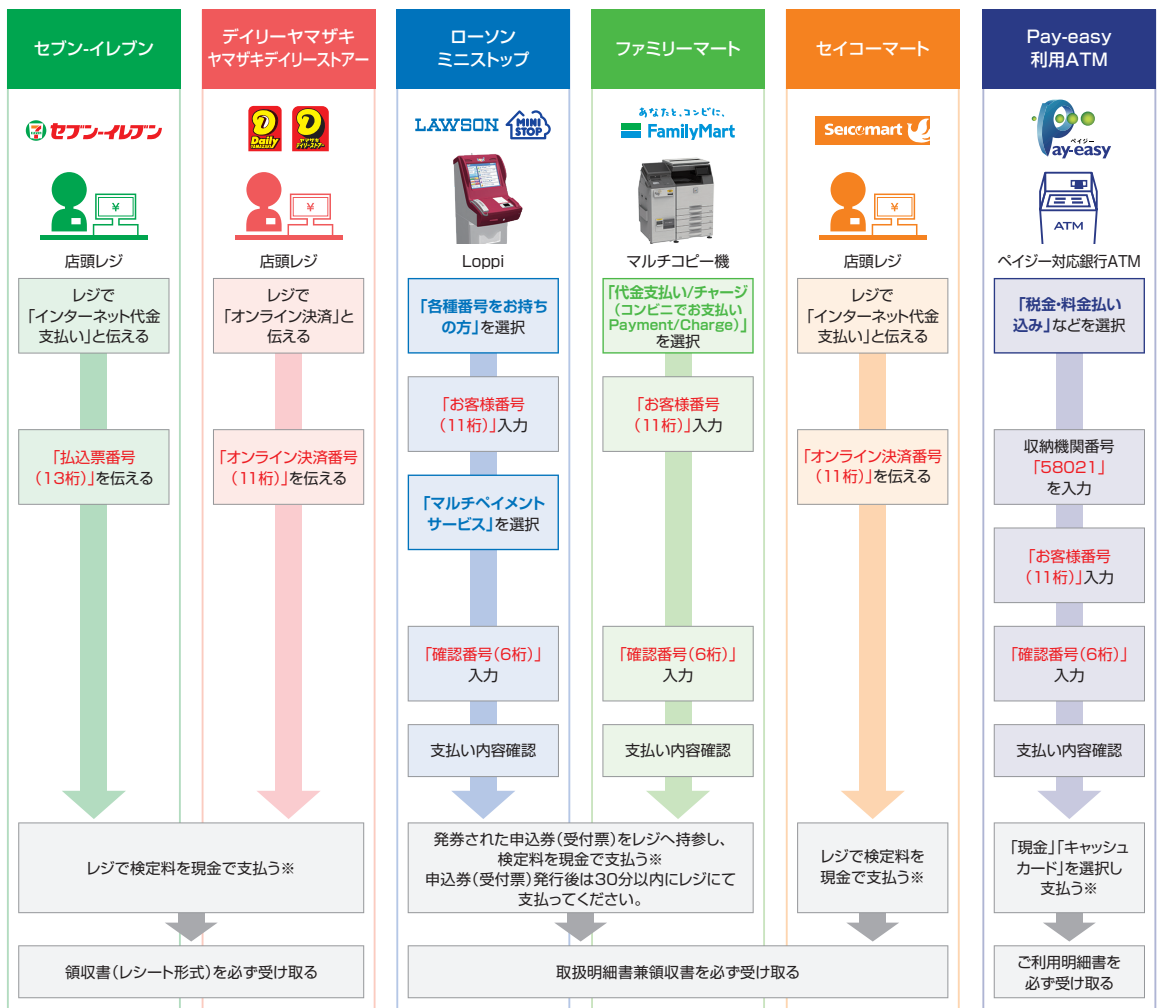 セブン-イレブン
デイリーヤマザキ
ヤマザキデイリーストアー
ローソン
ミニストップ
ファミリーマート
セイコーマート
Pay-easy
利用ATM
7
セブン-イレブン
Daily
YAMAZAKI
ヤマザキ
デイリーストアー
LAWSON
MINI
STOP
あなたと、コンビに、
FamilyMart
Seicomart
ペイジー
Pay-easy
¥
¥
¥
ATM
店頭レジ
店頭レジ
Loppi
マルチコピー機
店頭レジ
ペイジー対応銀行ATM
レジで
「インターネット代金
支払い」と伝える
レジで
「オンライン決済」と
伝える
「各種番号をお持ち
の方」を選択
「代金支払い/チャージ
(コンビニでお支払い
Payment/Charge)」
を選択
レジで
「インターネット代金
支払い」と伝える
「税金・料金払い
込み」などを選択
「お客様番号
(11桁)」入力
「お客様番号
(11桁)」入力
「払込票番号
(13桁)」を伝える
「オンライン決済番号
(11桁)」を伝える
「マルチペイメント
サービス」を選択
「オンライン決済番号
(11桁)」を伝える
収納機関番号
「58021」
を入力
「お客様番号
(11桁)」入力
「確認番号(6桁)」
入力
「確認番号(6桁)」
入力
「確認番号(6桁)」
入力
支払い内容確認
支払い内容確認
支払い内容確認
レジで検定料を現金で支払う※
発券された申込券(受付票)をレジへ持参し、
検定料を現金で支払う※
申込券(受付票)発行後は30分以内にレジにて
支払ってください。
レジで検定料を
現金で支払う※
「現金」「キャッシュ
カード」を選択し
支払う※
領収書(レシート形式)を必ず受け取る
取扱明細書兼領収書を必ず受け取る
ご利用明細書を
必ず受け取る